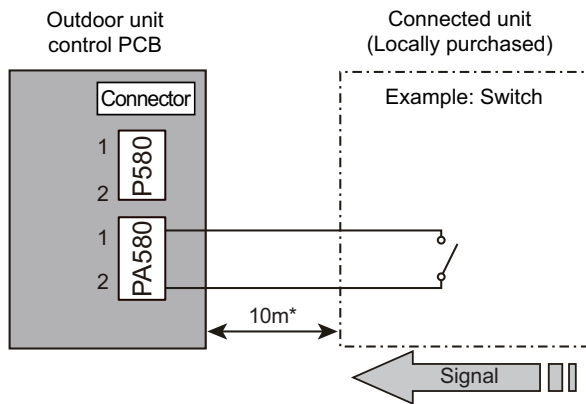 Outdoor unit
control PCB
Connected unit
(Locally purchased)
Connector
Example: Switch
1
P580
2
1
PA580
2
10m*
Signal